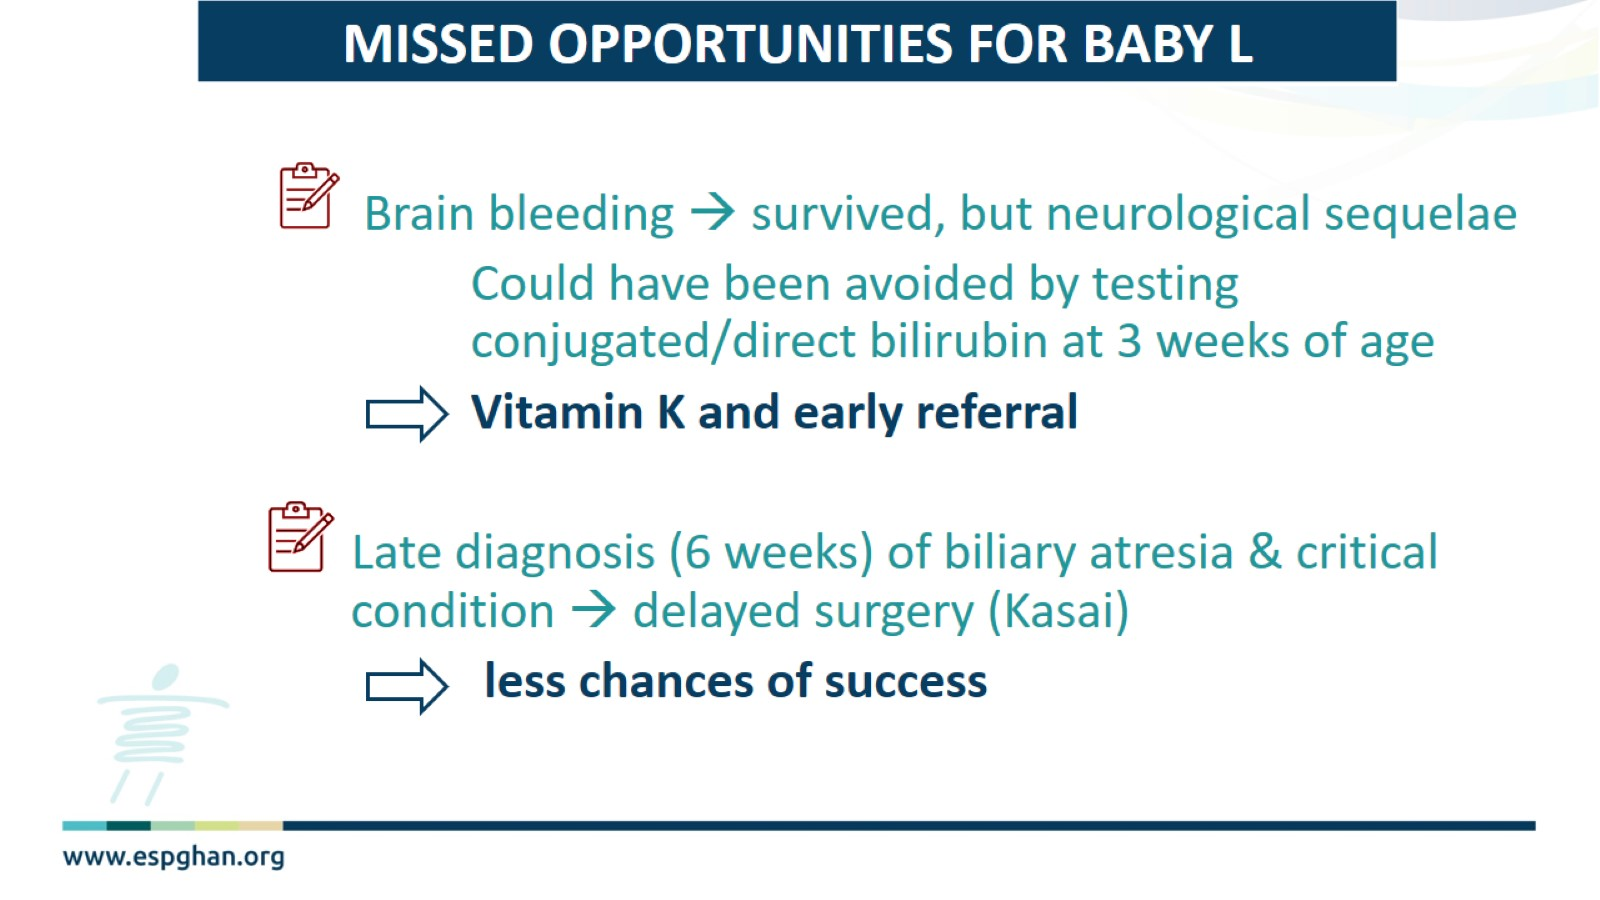 MISSED OPPORTUNITIES FOR BABY L
Brain bleeding → survived, but neurological sequelae
Could have been avoided by testing
conjugated/direct bilirubin at 3 weeks of age
Vitamin K and early referral
Late diagnosis (6 weeks) of biliary atresia & critical
condition → delayed surgery (Kasai)
less chances of success
www.espghan.org